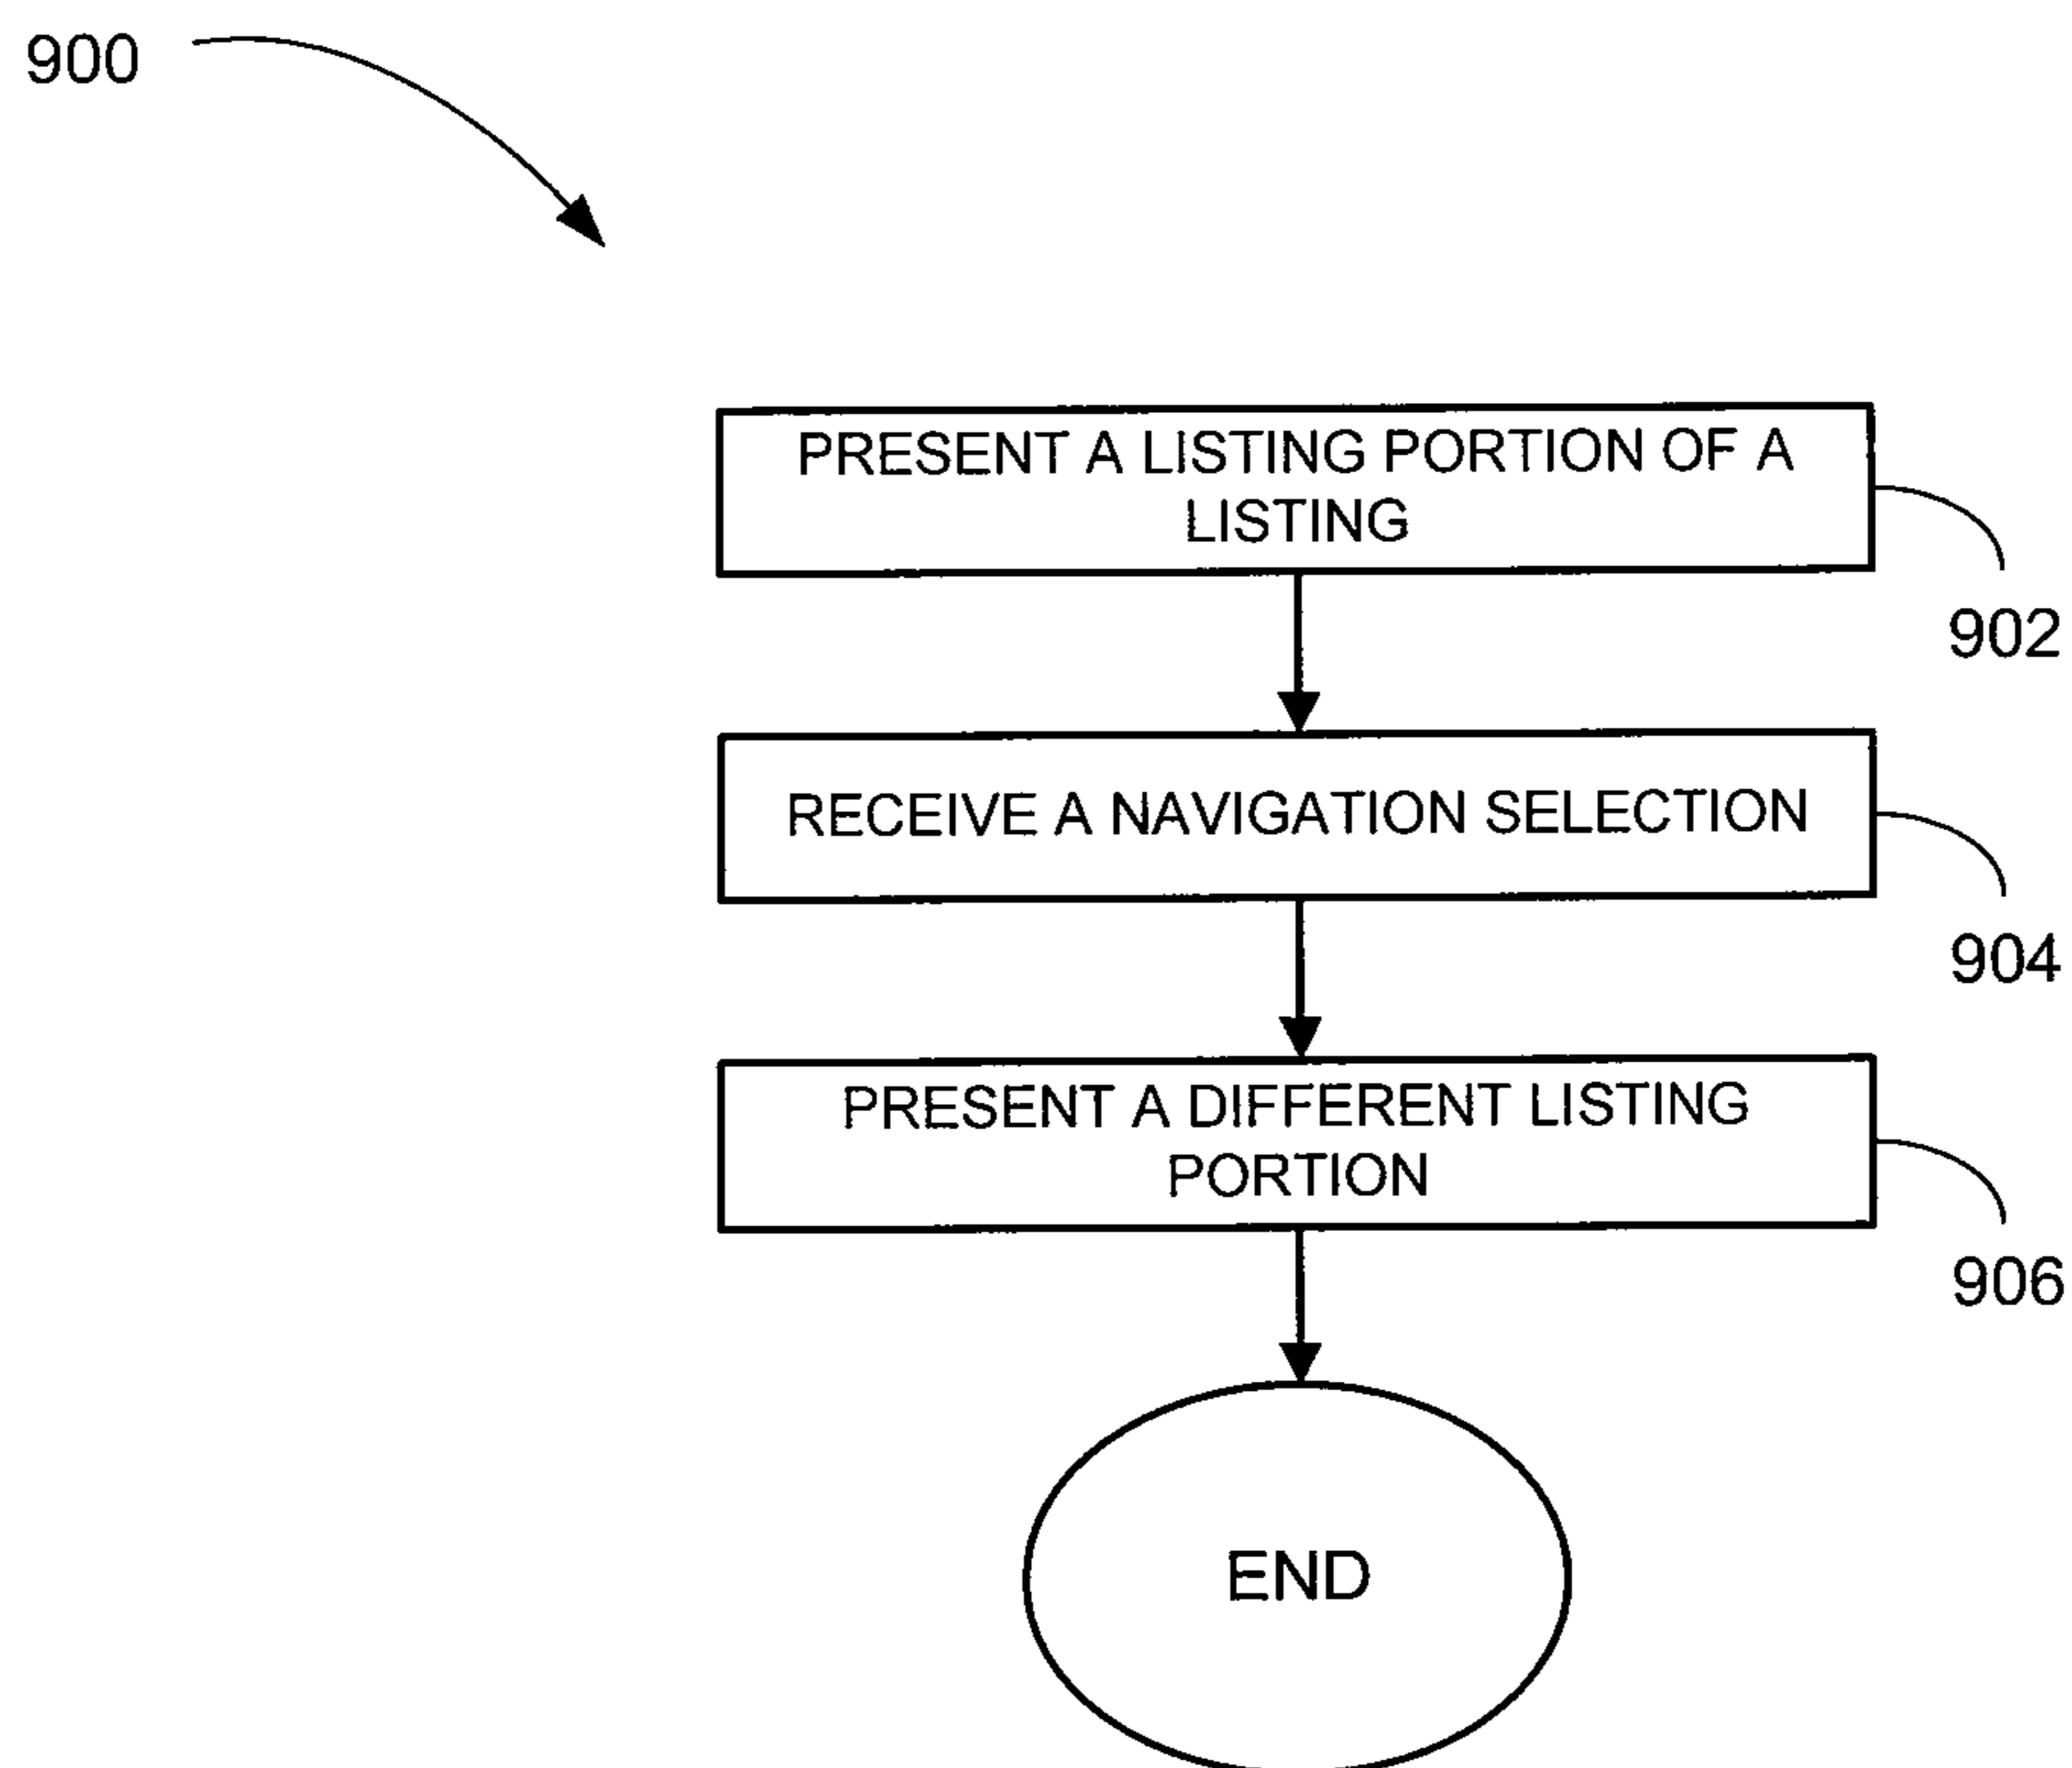 900
PRESENT A LISTING PORTION OF A
LISTING
902
RECEIVE A NAVIGATION SELECTION
904
PRESENT A DIFFERENT LISTING
PORTION
906
END